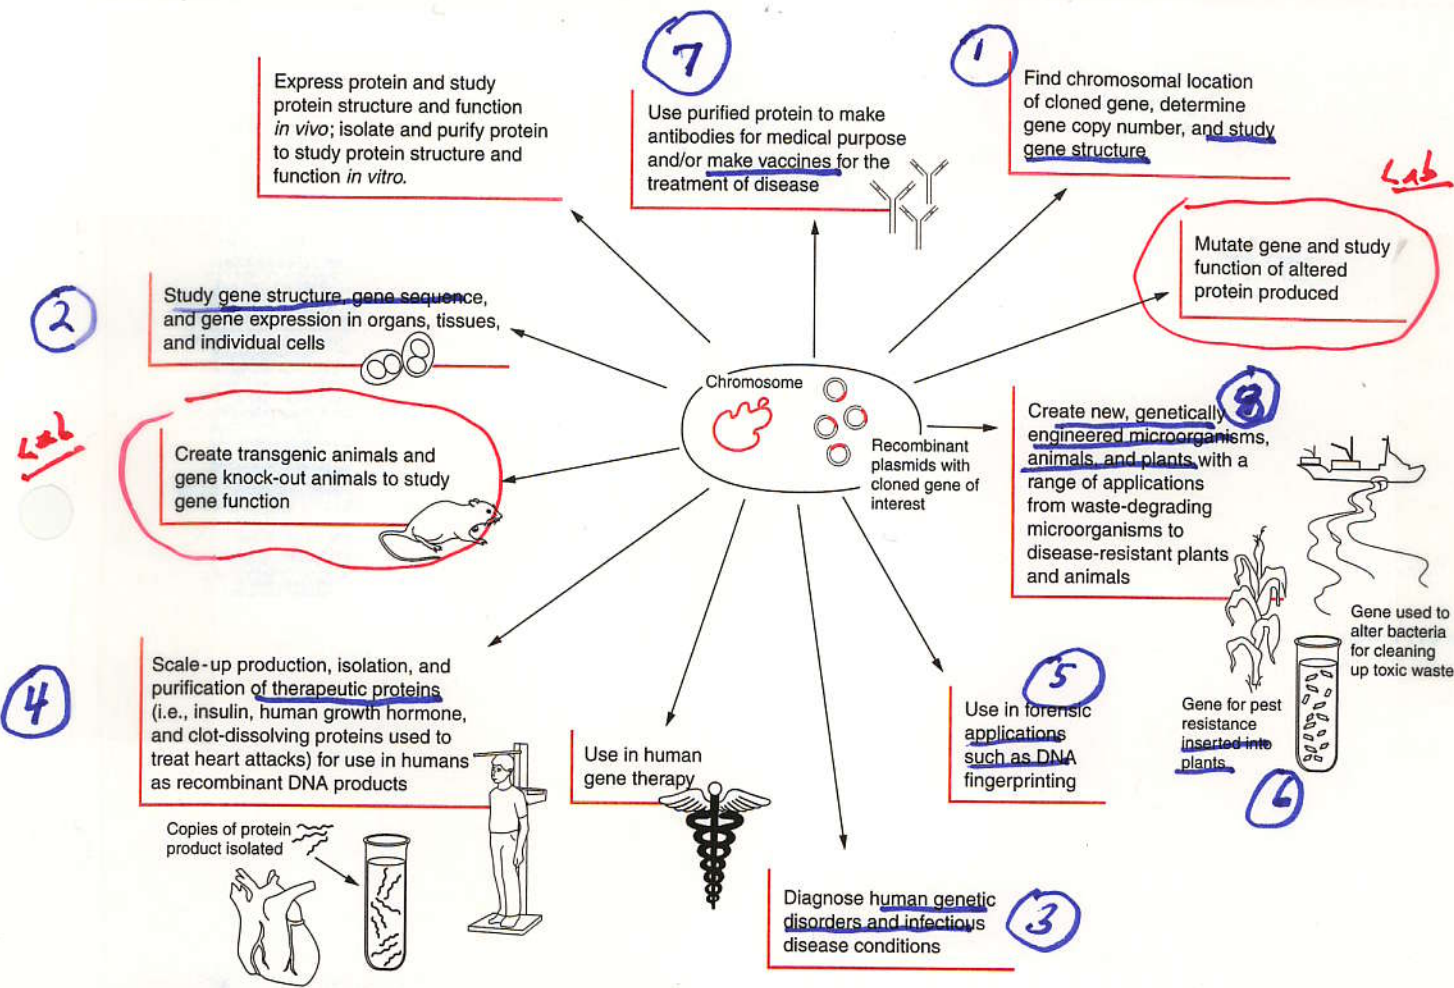 7
1
Express protein and study
protein structure and function
in vivo; isolate and purify protein
to study protein structure and
function in vitro.
Use purified protein to make
antibodies for medical purpose
and/or make vaccines for the
treatment of disease
Find chromosomal location
of cloned gene, determine
gene copy number, and study
gene structure
Lab
Mutate gene and study
function of altered
protein produced
2
Study gene structure, gene sequence,
and gene expression in organs, tissues,
and individual cells
Lab
Create transgenic animals and
gene knock-out animals to study
gene function
Chromosome
Recombinant
plasmids with
cloned gene of
interest
8
Create new, genetically
engineered microorganisms,
animals, and plants with a
range of applications
from waste-degrading
microorganisms to
disease-resistant plants
and animals
Gene used to
alter bacteria
for cleaning
up toxic waste
Gene for pest
resistance
inserted into
plants
6
4
Scale-up production, isolation, and
purification of therapeutic proteins
(i.e., insulin, human growth hormone,
and clot-dissolving proteins used to
treat heart attacks) for use in humans
as recombinant DNA products
Copies of protein
product isolated
Use in human
gene therapy
5
Use in forensic
applications
such as DNA
fingerprinting
Diagnose human genetic
disorders and infectious
disease conditions
3